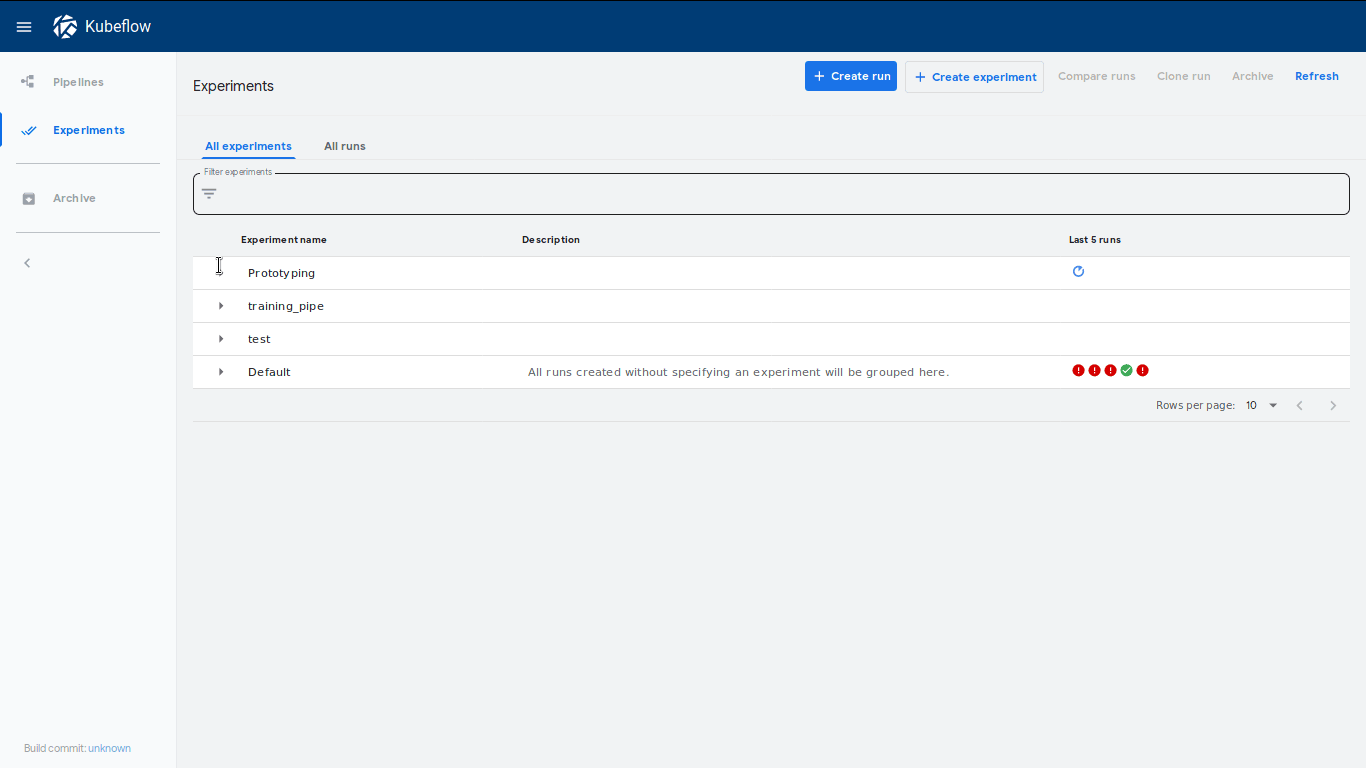 Kubeflow
Pipelines
Experiments
Archive
Build commit: unknown
Experiments
Create run
Create experiment
Compare runs
Clone run
Archive
Refresh
All experiments
All runs
Filter experiments
Experiment name Description Last 5 runs
Prototyping
training_pipe
test
Default All runs created without specifying an experiment will be grouped here.
Rows per page: 10